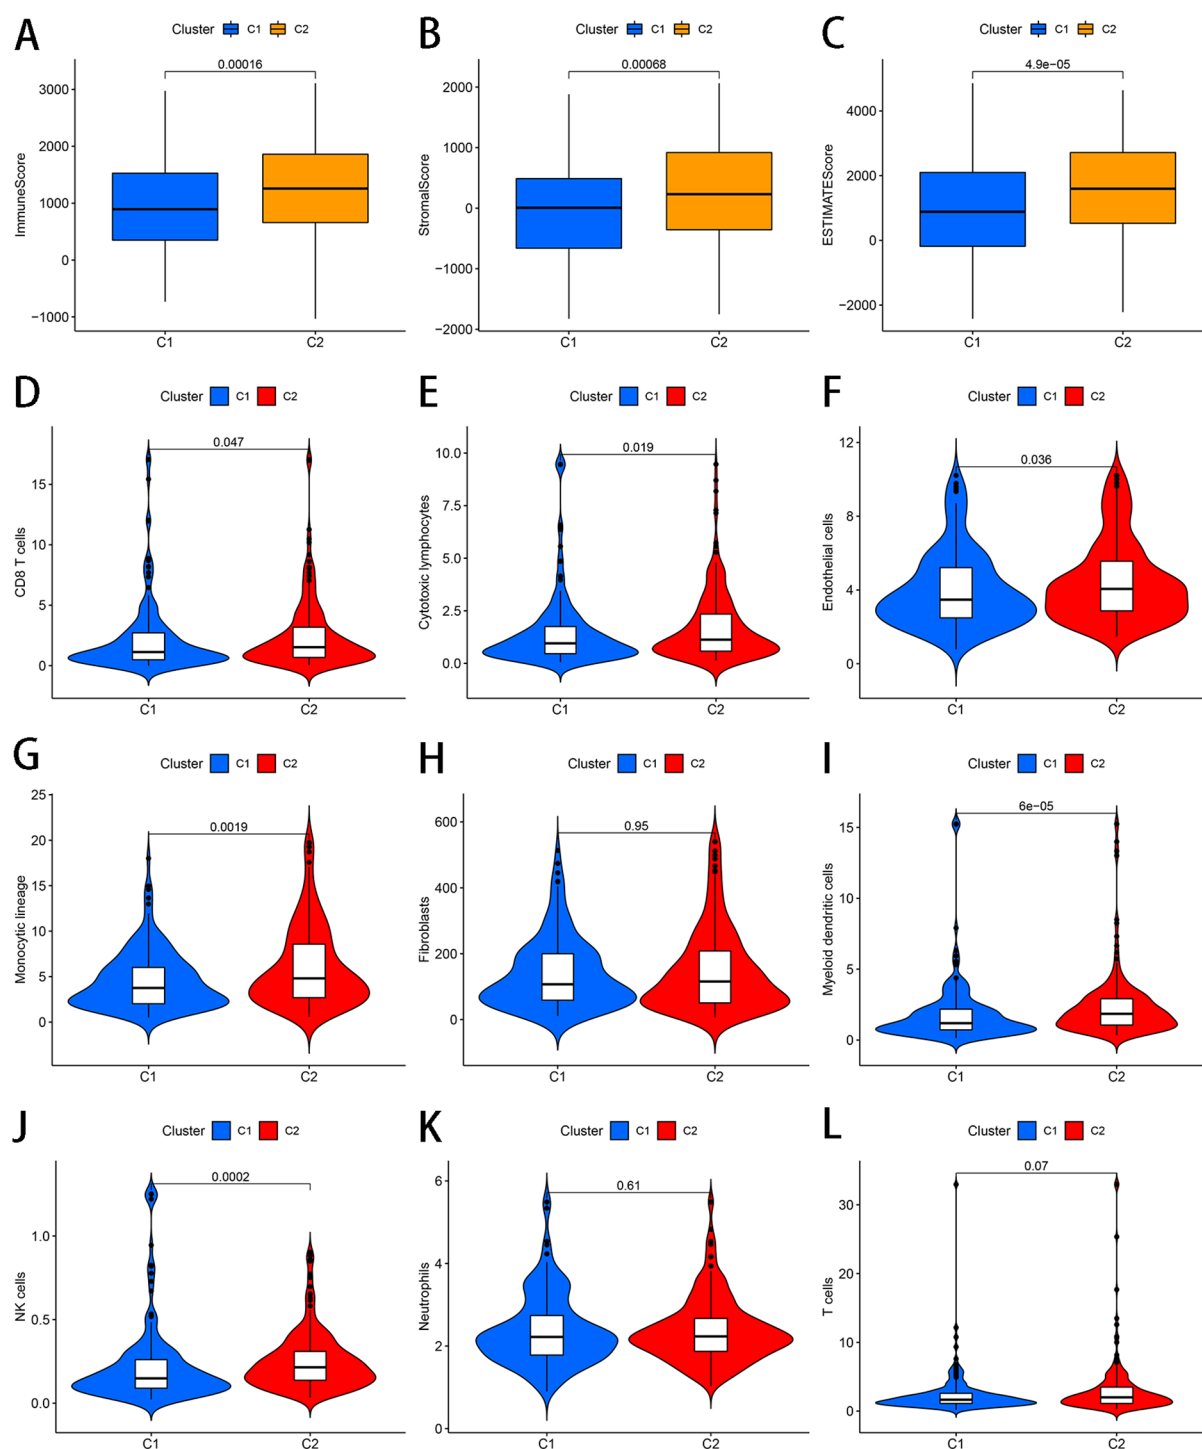 A
Cluster C1 C2
0.00016
ImmuneScore
3000
2000
1000
0
−1000
C1 C2
B
Cluster C1 C2
0.00068
StromalScore
2000
1000
0
−1000
−2000
C1 C2
C
Cluster C1 C2
4.9e−05
ESTIMATEScore
4000
2000
0
−2000
C1 C2
D
Cluster C1 C2
0.047
CD8 T cells
15
10
5
0
C1 C2
E
Cluster C1 C2
0.019
Cytotoxic lymphocytes
10.0
7.5
5.0
2.5
0.0
C1 C2
F
Cluster C1 C2
0.036
Endothelial cells
12
8
4
0
C1 C2
G
Cluster C1 C2
0.0019
Monocytic lineage
25
20
15
10
5
0
C1 C2
H
Cluster C1 C2
0.95
Fibroblasts
600
400
200
0
C1 C2
I
Cluster C1 C2
6e−05
Myeloid dendritic cells
15
10
5
0
C1 C2
J
Cluster C1 C2
0.0002
NK cells
1.0
0.5
0.0
C1 C2
K
Cluster C1 C2
0.61
Neutrophils
6
4
2
0
C1 C2
L
Cluster C1 C2
0.07
T cells
30
20
10
0
C1 C2